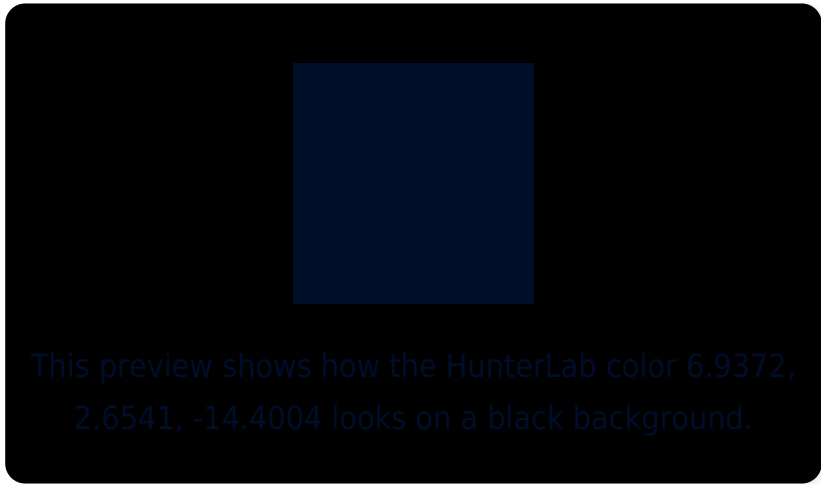 This preview shows how the HunterLab color 6.9372,
2.6541, -14.4004 looks on a black background.